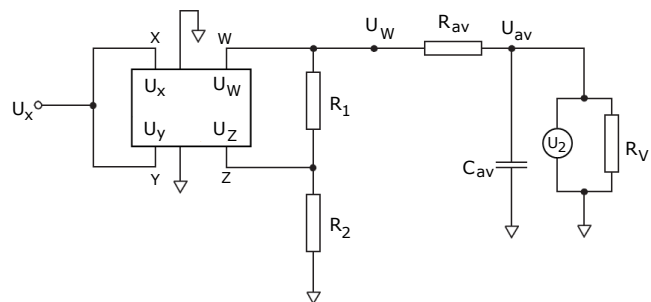 X
W
U_W
R_av
U_av
U_x
U_x
U_W
U_y
U_Z
R_1
U_2
R_V
C_av
Y
Z
R_2